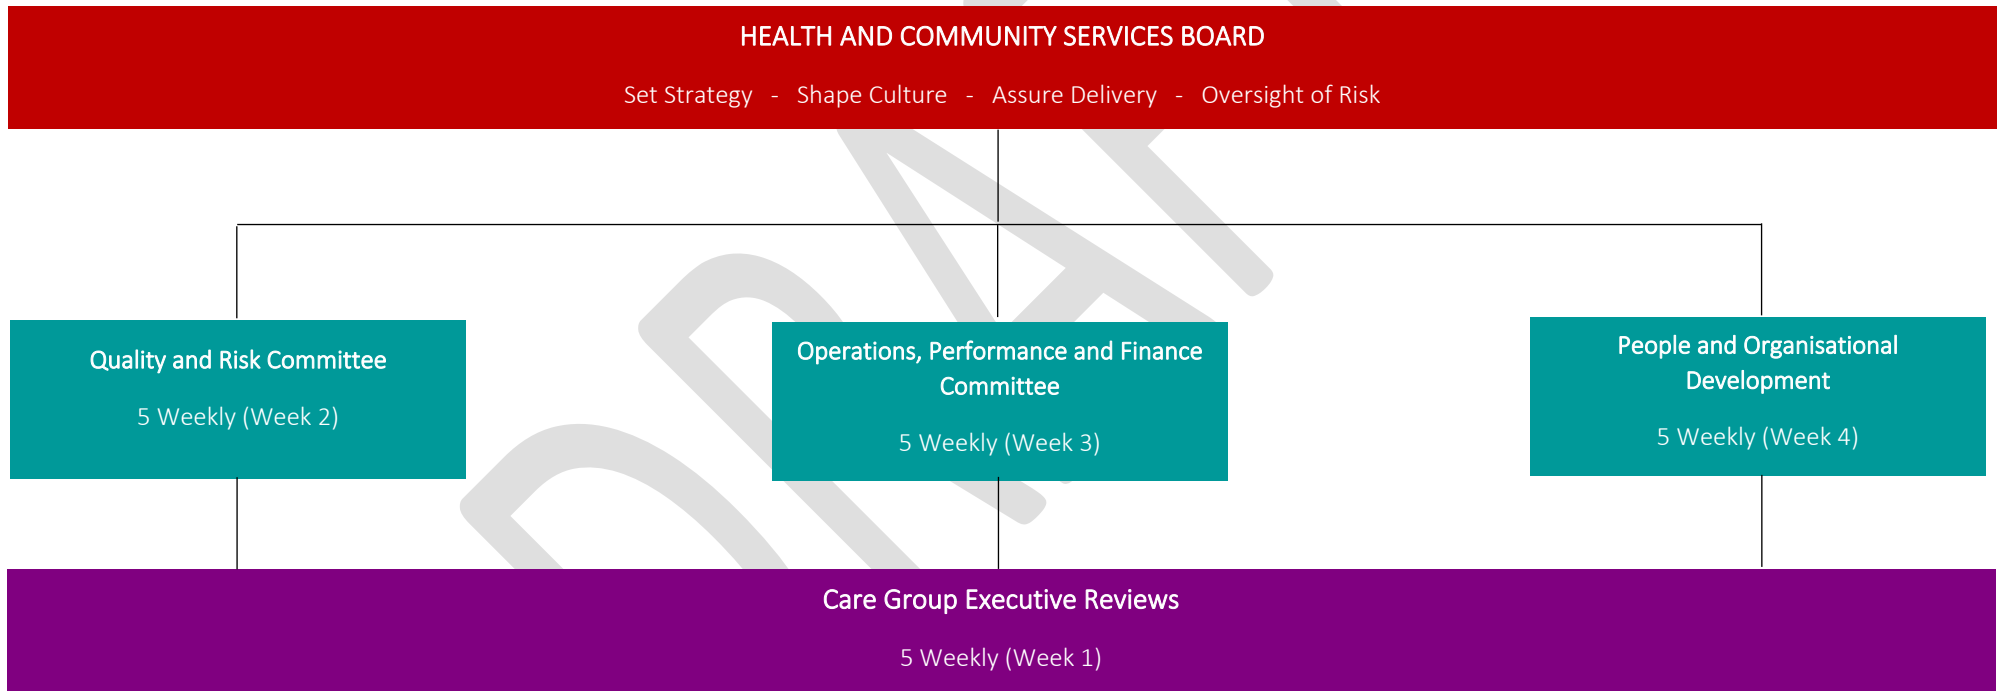 HEALTH AND COMMUNITY SERVICES BOARD
Set Strategy - Shape Culture - Assure Delivery - Oversight of Risk
Quality and Risk Committee
5 Weekly (Week 2)
Operations, Performance and Finance
Committee
5 Weekly (Week 3)
People and Organisational
Development
5 Weekly (Week 4)
Care Group Executive Reviews
5 Weekly (Week 1)